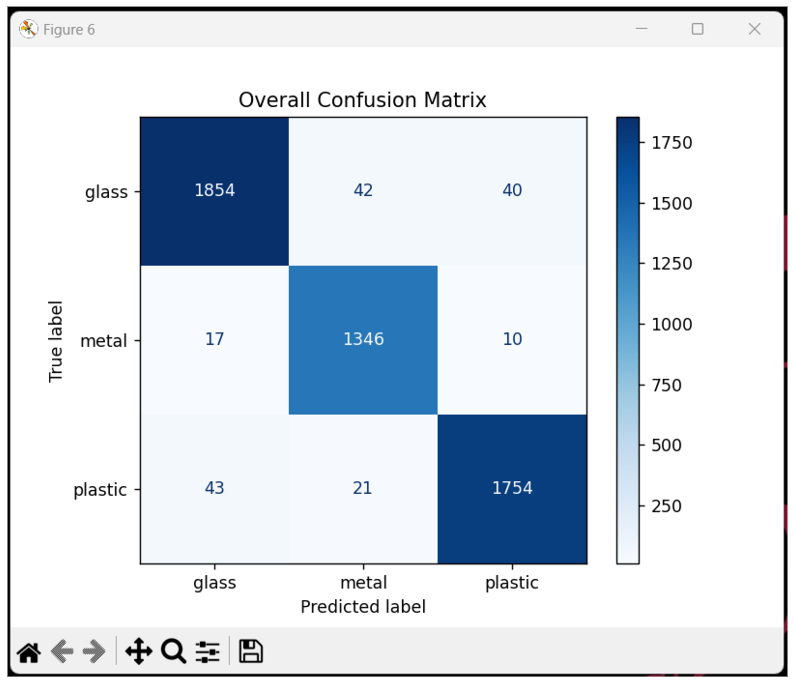 Figure 6
Overall Confusion Matrix
glass 1854 42 40
metal 17 1346 10
plastic 43 21 1754
True label
glass metal plastic
Predicted label
1750
1500
1250
1000
750
500
250